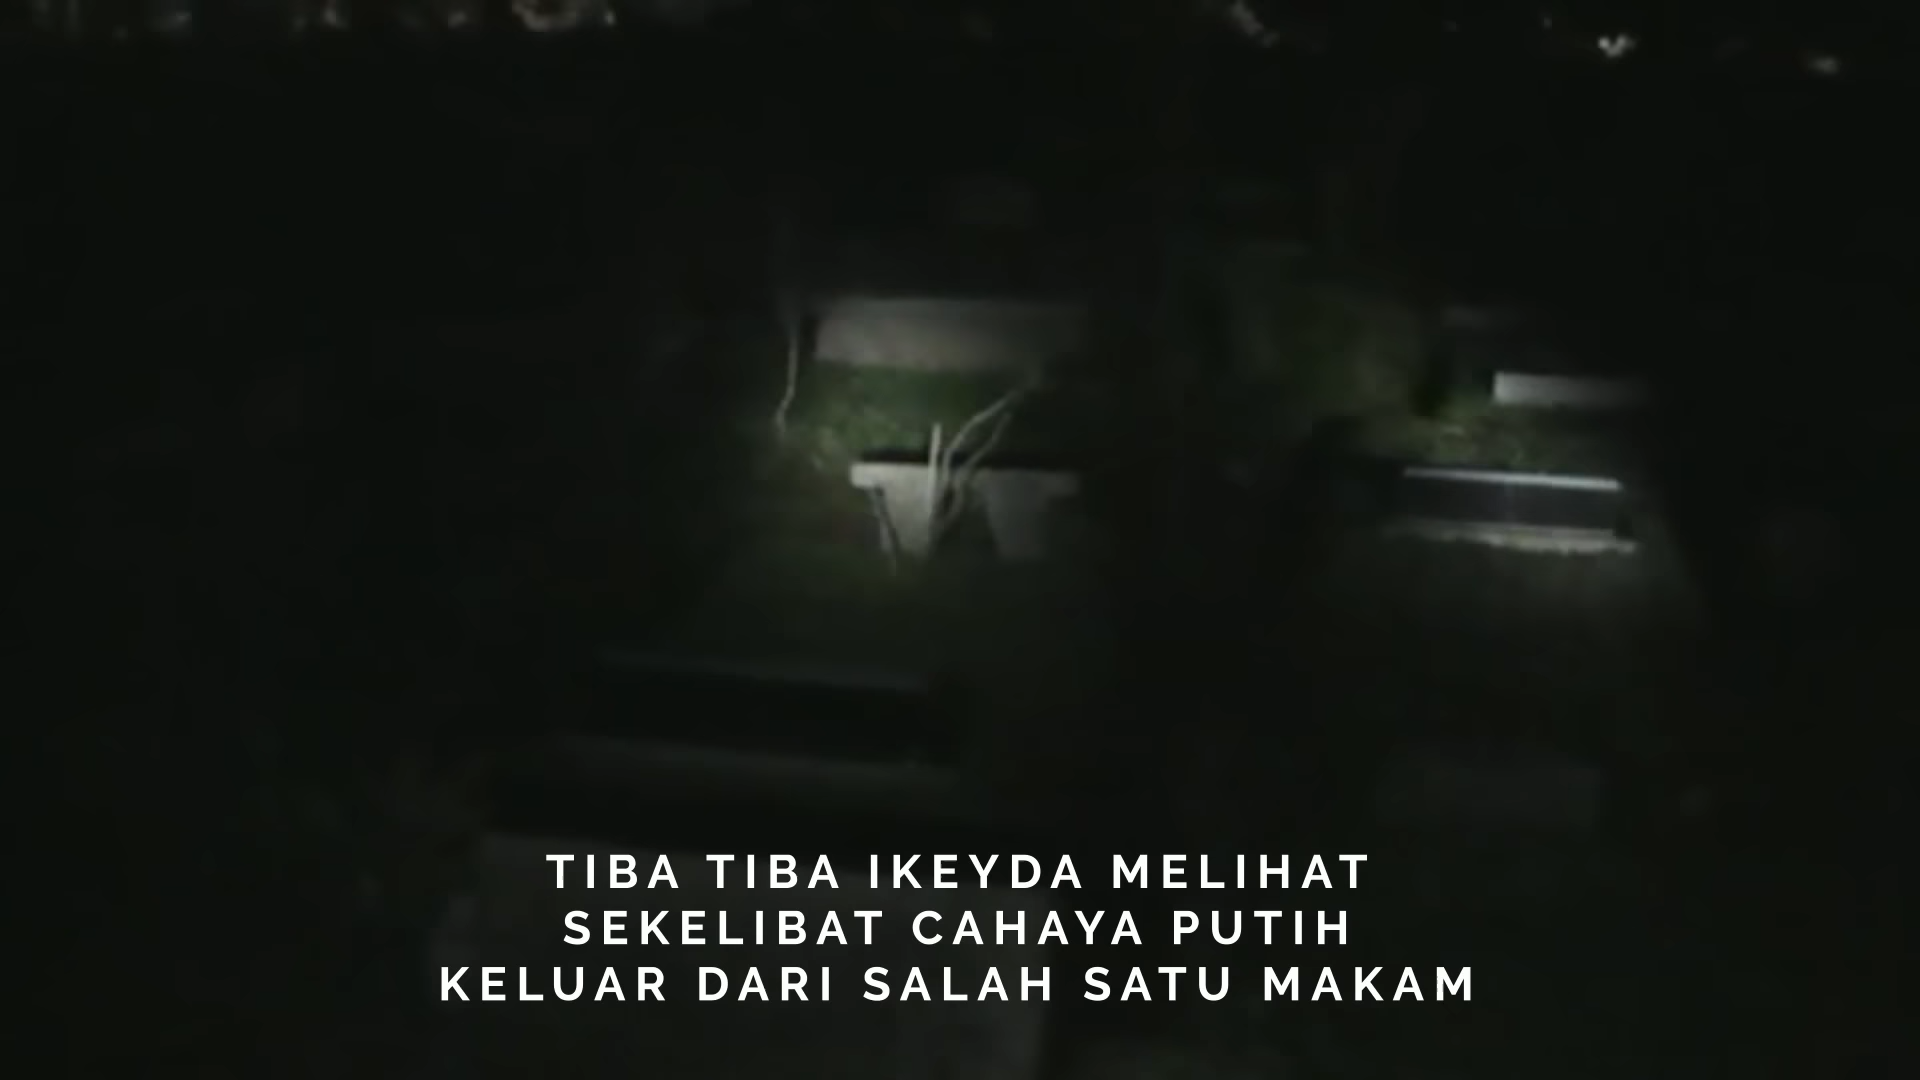 TIBA TIBA IKEYDA MELIHAT
SEKELIBAT CAHAYA PUTIH
KELUAR DARI SALAH SATU MAKAM